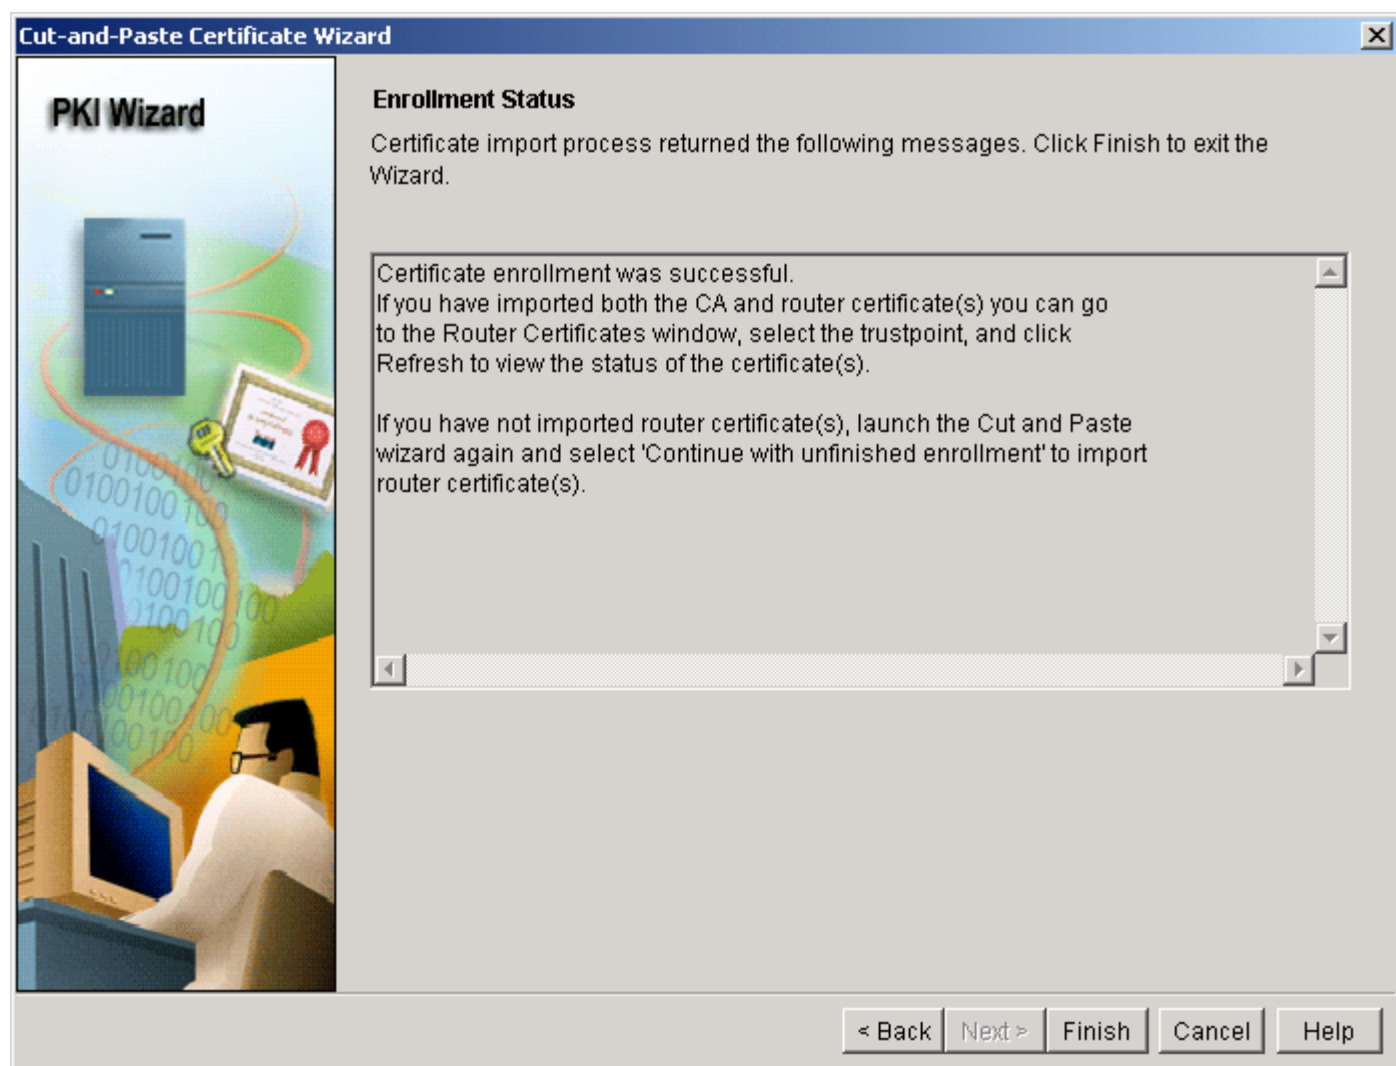 Cut-and-Paste Certificate Wizard
PKI Wizard
Enrollment Status
Certificate import process returned the following messages. Click Finish to exit the
Wizard.
Certificate enrollment was successful.
If you have imported both the CA and router certificate(s) you can go
to the Router Certificates window, select the trustpoint, and click
Refresh to view the status of the certificate(s).
If you have not imported router certificate(s), launch the Cut and Paste
wizard again and select 'Continue with unfinished enrollment' to import
router certificate(s).
< Back Next > Finish Cancel Help